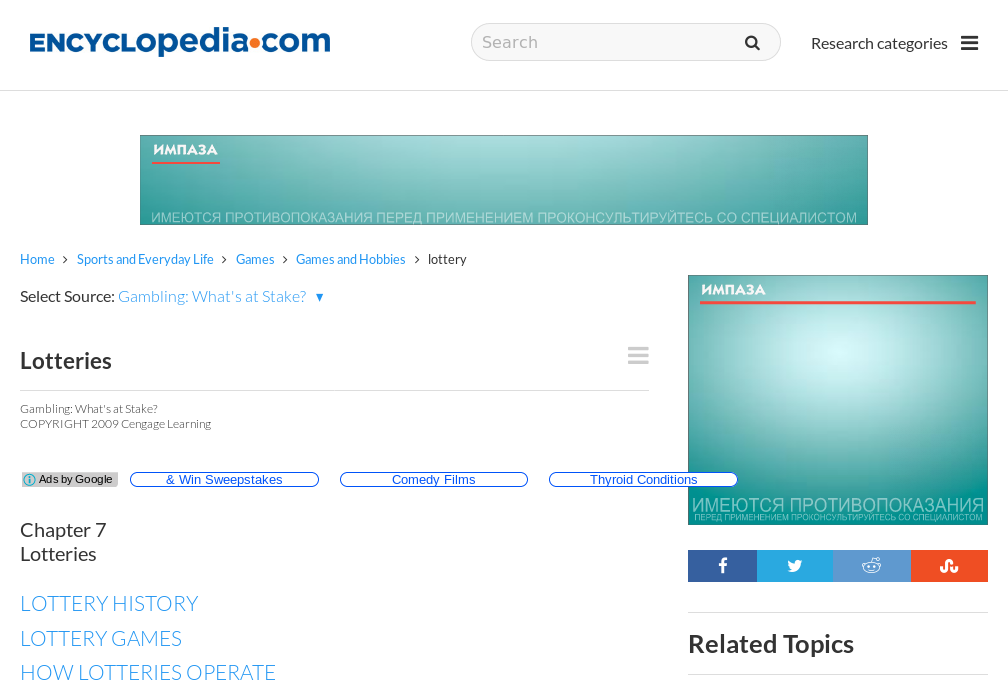 ENCYCLOpedia.com
Search
Research categories
ИМПАЗА
ИМЕЮТСЯ ПРОТИВОПОКАЗАНИЯ ПЕРЕД ПРИМЕНЕНИЕМ ПРОКОНСУЛЬТИРУЙТЕСЬ СО СПЕЦИАЛИСТОМ
Home > Sports and Everyday Life > Games > Games and Hobbies > lottery
Select Source: Gambling: What's at Stake? ▼
Lotteries
Gambling: What's at Stake?
COPYRIGHT 2009 Cengage Learning
Ads by Google
& Win Sweepstakes
Comedy Films
Thyroid Conditions
Chapter 7
Lotteries
LOTTERY HISTORY
LOTTERY GAMES
HOW LOTTERIES OPERATE
ИМПАЗА
ИМЕЮТСЯ ПРОТИВОПОКАЗАНИЯ
ПЕРЕД ПРИМЕНЕНИЕМ ПРОКОНСУЛЬТИРУЙТЕСЬ СО СПЕЦИАЛИСТОМ
Related Topics